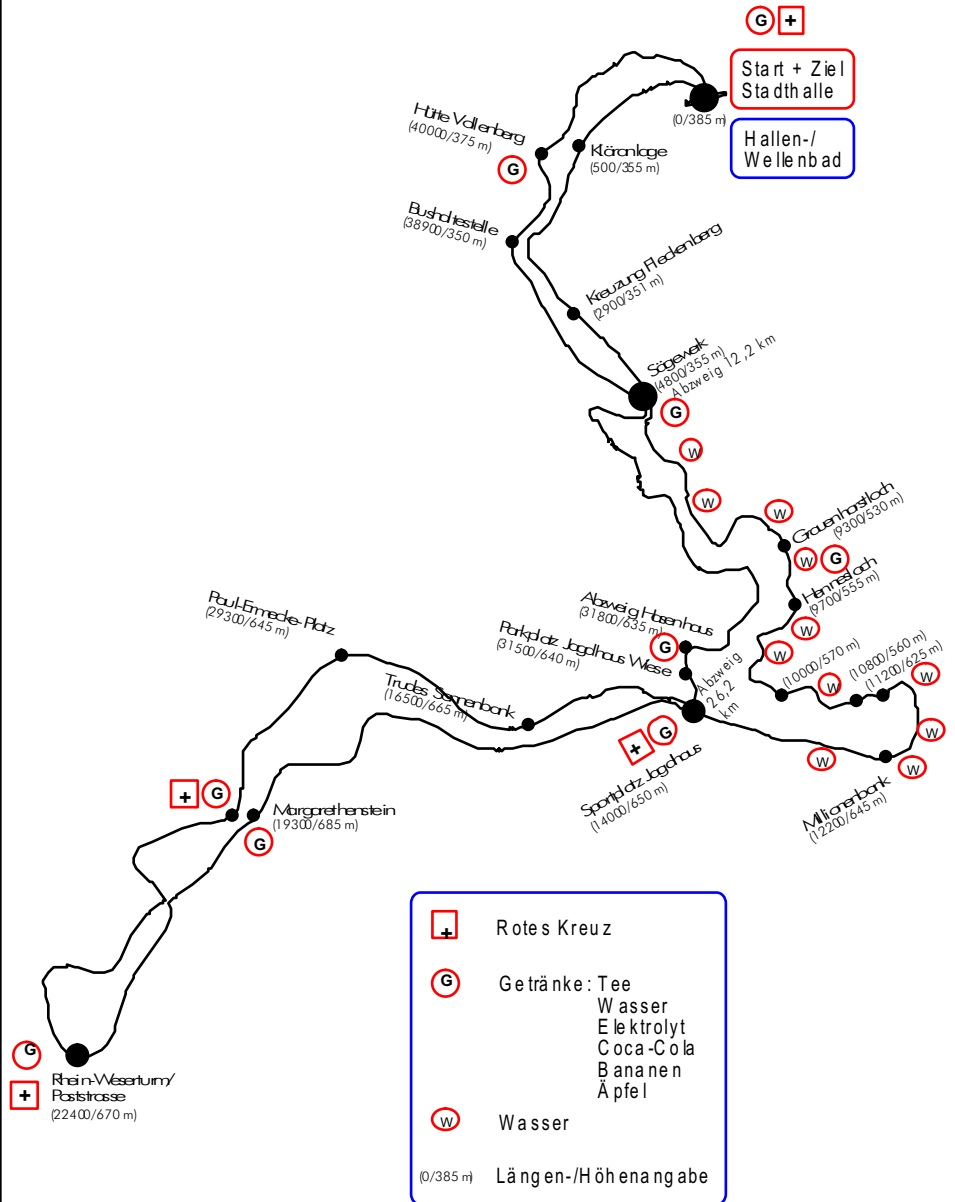 G +
Start + Ziel
Stadthalle
(0/385 m)
Hallen-/
Wellenbad
Hütte Vollenberg
(40000/375 m)
G
Kläranlage
(500/355 m)
Bushaltestelle
(38900/350 m)
Kreuzung Fleckenberg
(2900/351 m)
Sägewerk
(4800/355 m)
Abzweig 12,2 km
G
W
W
W
Grauenhorstloch
(9300/530 m)
W G
Hennesloch
(9700/555 m)
W
W
(10000/570 m)
W
(10800/560 m)
(11200/625 m)
W
W
W
Millionenbank
(12200/645 m)
W
Abzweig Hasenhaus
(31800/635 m)
G
Parkplatz Jagdhaus Wiese
(31500/640 m)
Abzweig
26,2
km
+ G
Sportplatz Jagdhaus
(14000/650 m)
Paul-Ermecke-Platz
(29300/645 m)
Trudes Sonnenbank
(16500/665 m)
+ G
Margarethenstein
(19300/685 m)
G
G
+
Rhein-Weserturm/
Poststrasse
(22400/670 m)
+ Rotes Kreuz
G Getränke: Tee
Wasser
Elektrolyt
Coca-Cola
Bananen
Äpfel
W Wasser
(0/385 m) Längen-/Höhenangabe